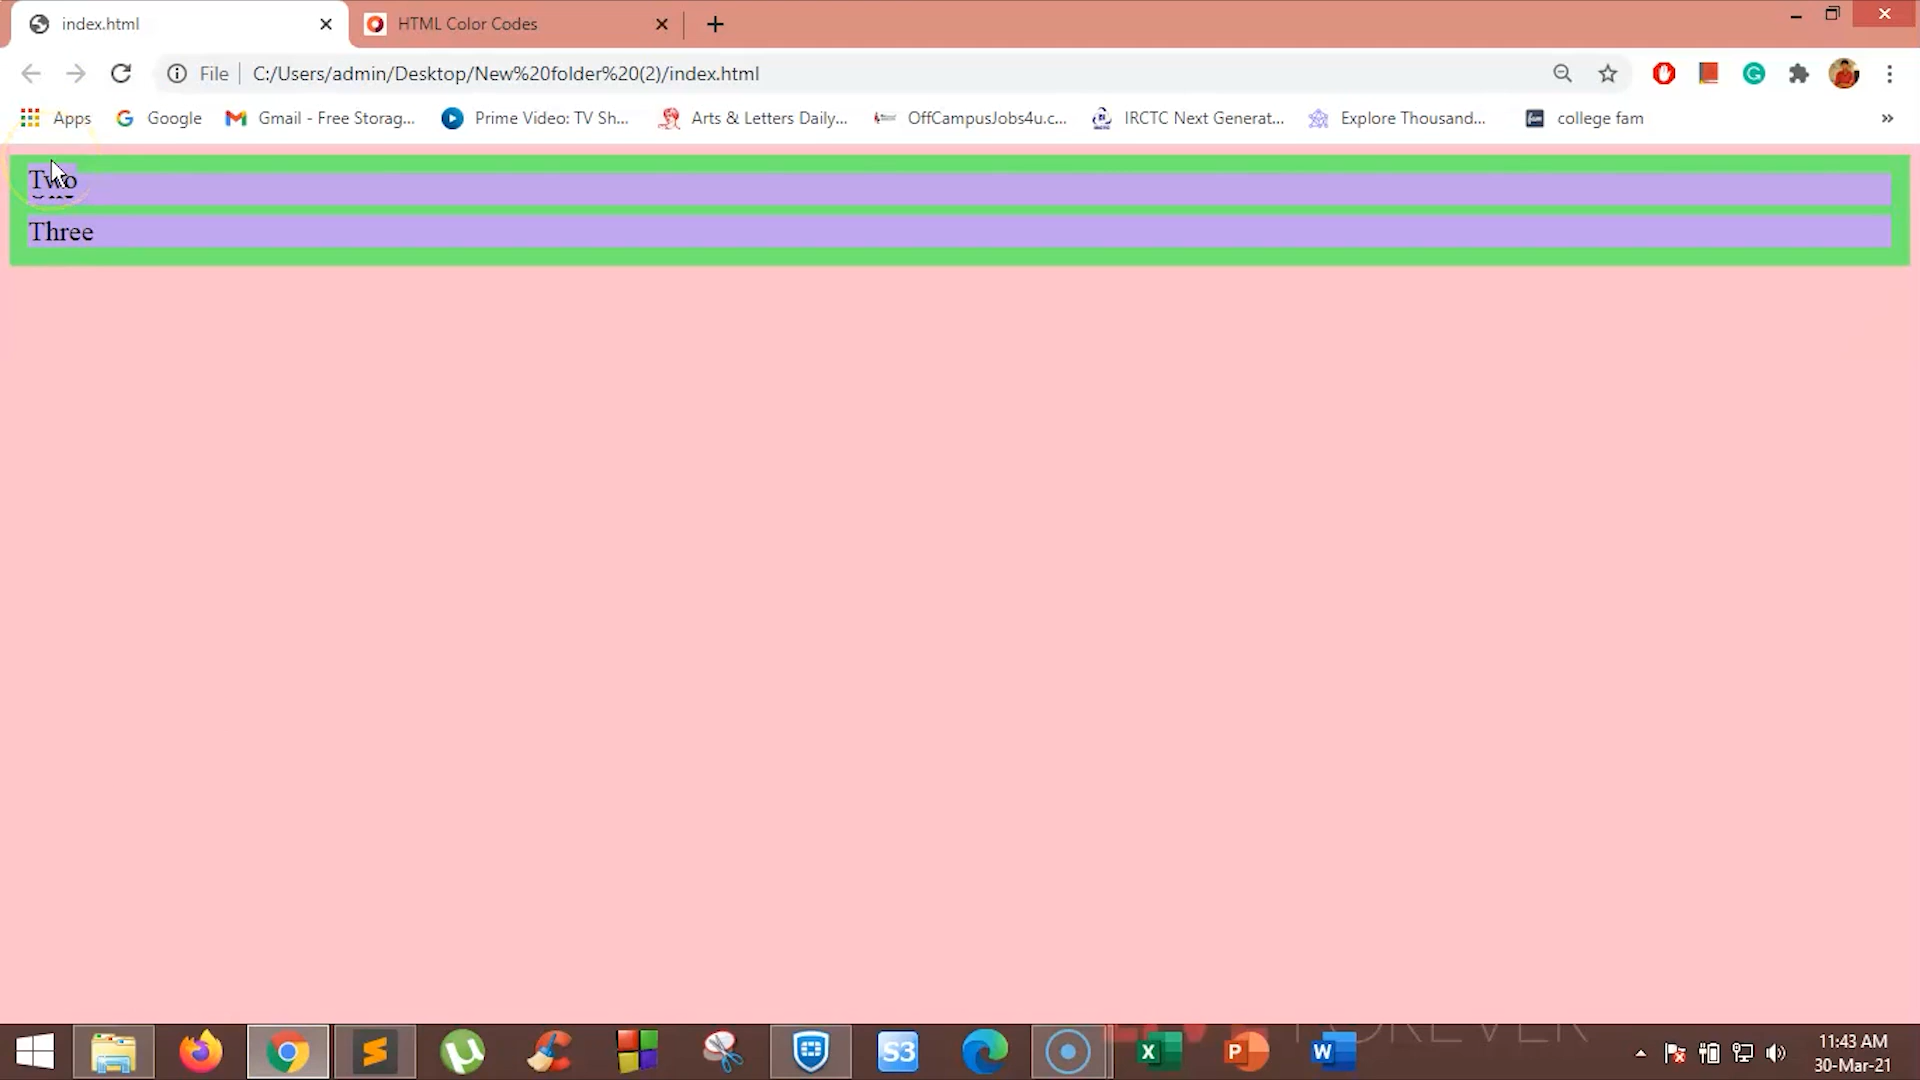 index.html
HTML Color Codes
File
C:/Users/admin/Desktop/New%20folder%20(2)/index.html
Apps
Google
Gmail - Free Storag...
Prime Video: TV Sh...
Arts & Letters Daily...
OffCampusJobs4u.c...
IRCTC Next Generat...
Explore Thousand...
college fam
»
Two
One
Three
FOREVER
11:43 AM
30-Mar-21